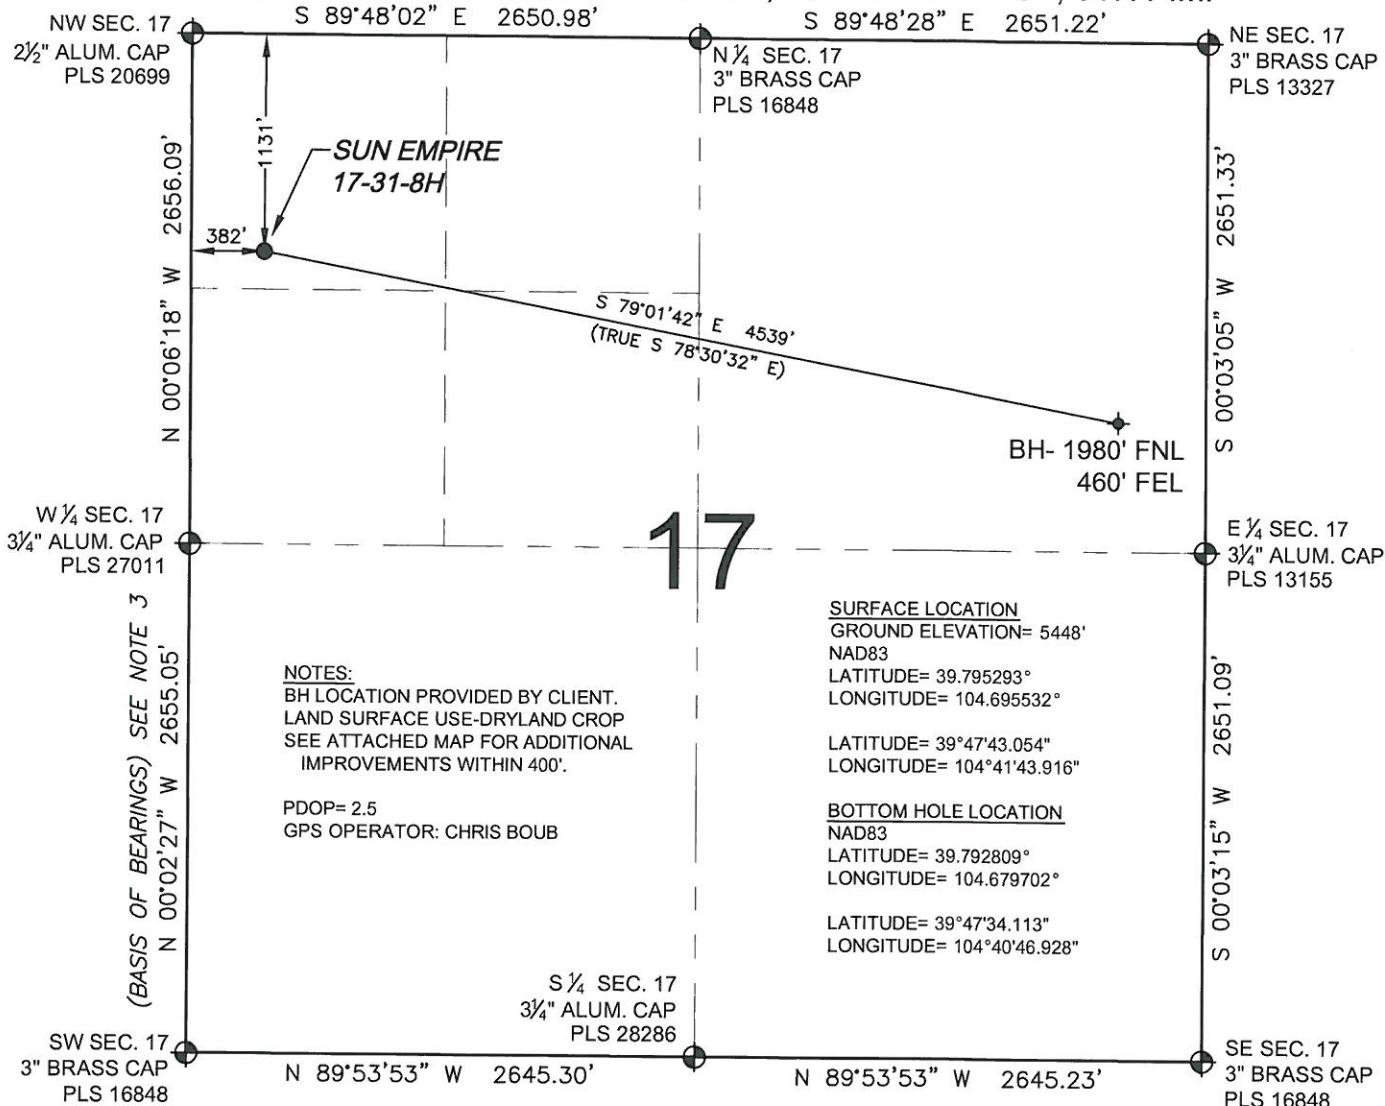 S 89°48'02" E 2650.98'
S 89°48'28" E 2651.22'
NW SEC. 17
2½" ALUM. CAP
PLS 20699
N ¼ SEC. 17
3" BRASS CAP
PLS 16848
NE SEC. 17
3" BRASS CAP
PLS 13327
1131'
SUN EMPIRE
17-31-8H
382'
N 00°06'18" W 2656.09'
S 00°03'05" W 2651.33'
S 79°01'42" E 4539'
(TRUE S 78°30'32" E)
BH- 1980' FNL
460' FEL
W ¼ SEC. 17
3¼" ALUM. CAP
PLS 27011
17
E ¼ SEC. 17
3¼" ALUM. CAP
PLS 13155
(BASIS OF BEARINGS) SEE NOTE 3
N 00°02'27" W 2655.05'
NOTES:
BH LOCATION PROVIDED BY CLIENT.
LAND SURFACE USE-DRYLAND CROP
SEE ATTACHED MAP FOR ADDITIONAL
IMPROVEMENTS WITHIN 400'.
PDOP= 2.5
GPS OPERATOR: CHRIS BOUB
SURFACE LOCATION
GROUND ELEVATION= 5448'
NAD83
LATITUDE= 39.795293°
LONGITUDE= 104.695532°
LATITUDE= 39°47'43.054"
LONGITUDE= 104°41'43.916"
BOTTOM HOLE LOCATION
NAD83
LATITUDE= 39.792809°
LONGITUDE= 104.679702°
LATITUDE= 39°47'34.113"
LONGITUDE= 104°40'46.928"
S 00°03'15" W 2651.09'
S ¼ SEC. 17
3¼" ALUM. CAP
PLS 28286
SW SEC. 17
3" BRASS CAP
PLS 16848
N 89°53'53" W 2645.30'
N 89°53'53" W 2645.23'
SE SEC. 17
3" BRASS CAP
PLS 16848